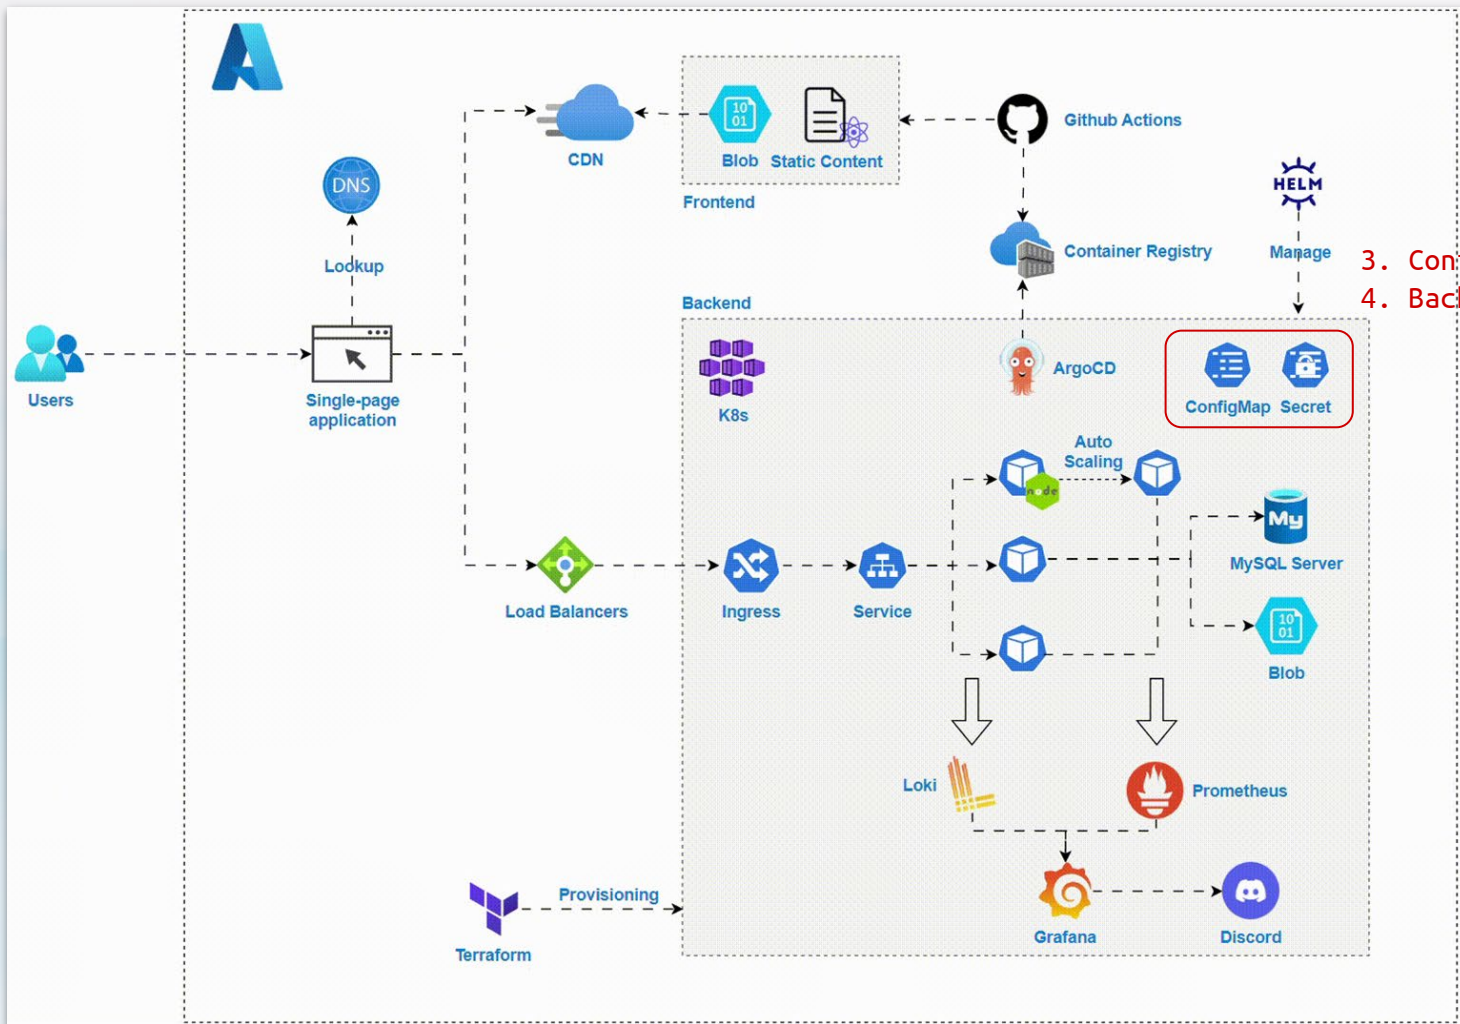 DNS
Lookup
Users
Single-page
application
CDN
10
01
Blob
Static Content
Frontend
Github Actions
Container Registry
HELM
Manage
3. Con
4. Bac
Backend
K8s
ArgoCD
ConfigMap
Secret
Auto
Scaling
node
My
MySQL Server
10
01
Blob
Load Balancers
Ingress
Service
Loki
Prometheus
Provisioning
Terraform
Grafana
Discord